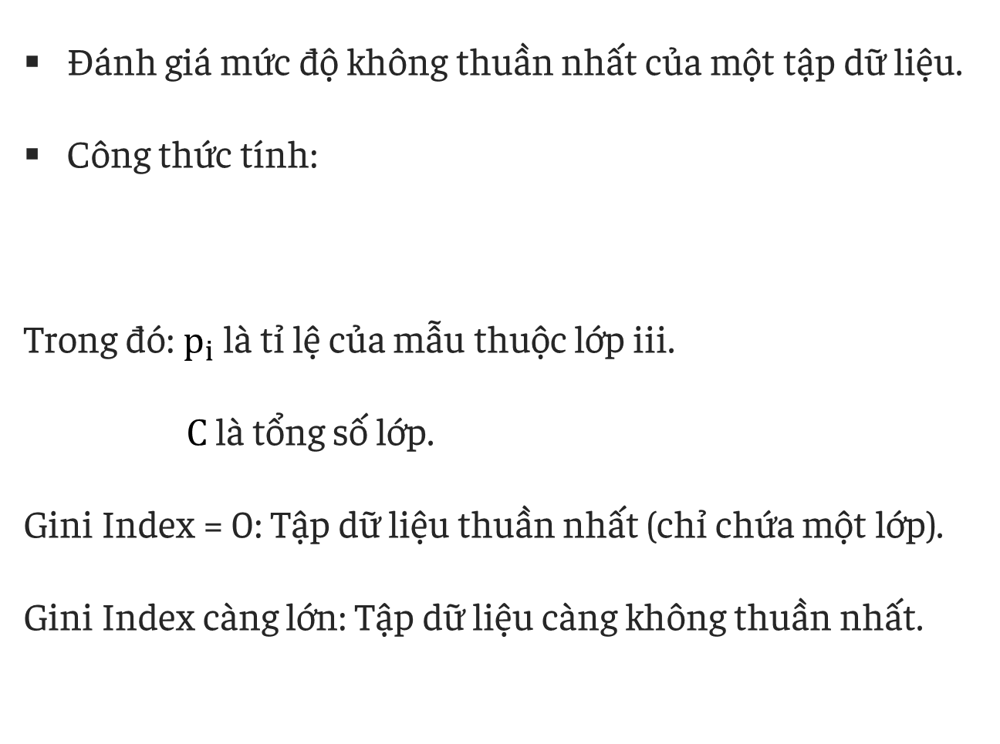 ▪ Đánh giá mức độ không thuần nhất của một tập dữ liệu.
▪ Công thức tính:
Trong đó: pᵢ là tỉ lệ của mẫu thuộc lớp iii.
C là tổng số lớp.
Gini Index = 0: Tập dữ liệu thuần nhất (chỉ chứa một lớp).
Gini Index càng lớn: Tập dữ liệu càng không thuần nhất.